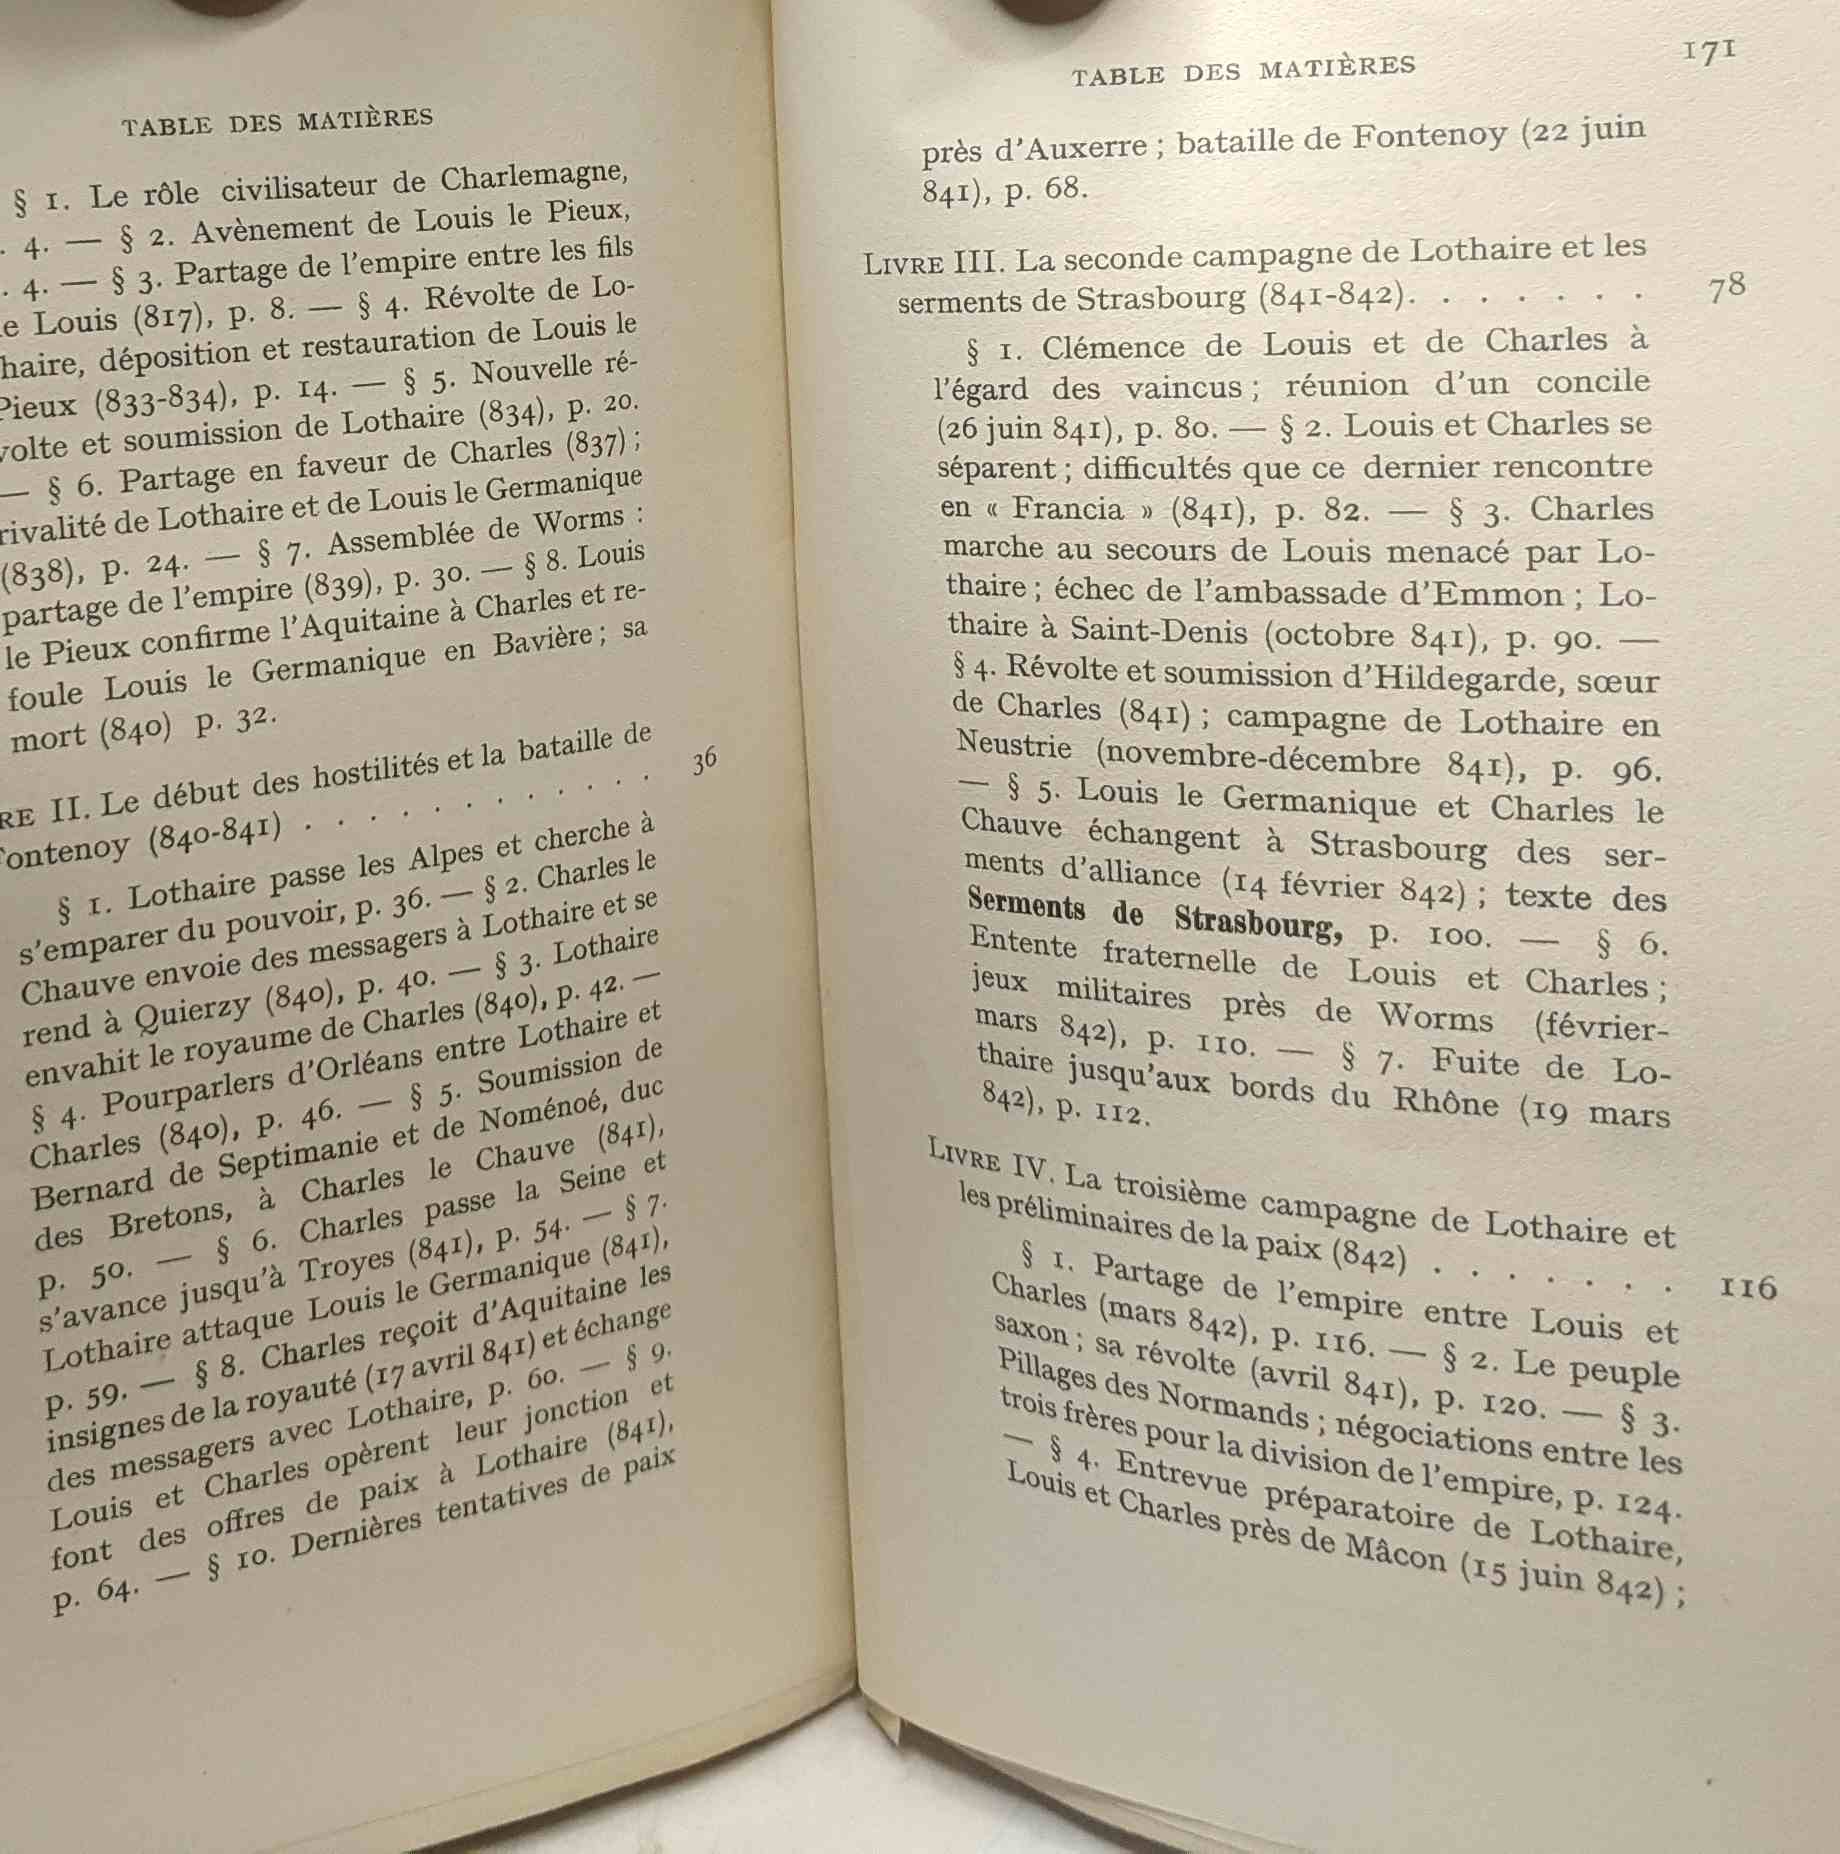 TABLE DES MATIÈRES
§ 1. Le rôle civilisateur de Charlemagne,
4. — § 2. Avènement de Louis le Pieux,
4. — § 3. Partage de l'empire entre les fils
Louis (817), p. 8. — § 4. Révolte de Lo-
haire, déposition et restauration de Louis le
Pieux (833-834), p. 14. — § 5. Nouvelle ré-
volte et soumission de Lothaire (834), p. 20.
— § 6. Partage en faveur de Charles (837) ;
rivalité de Lothaire et de Louis le Germanique
(838), p. 24. — § 7. Assemblée de Worms :
partage de l'empire (839), p. 30. — § 8. Louis
le Pieux confirme l'Aquitaine à Charles et re-
foule Louis le Germanique en Bavière ; sa
mort (840) p. 32.
RE II. Le début des hostilités et la bataille de
Fontenoy (840-841) . . . . . . . . . . . 36
§ 1. Lothaire passe les Alpes et cherche à
s'emparer du pouvoir, p. 36. — § 2. Charles le
Chauve envoie des messagers à Lothaire et se
rend à Quierzy (840), p. 40. — § 3. Lothaire
envahit le royaume de Charles (840), p. 42. —
§ 4. Pourparlers d'Orléans entre Lothaire et
Charles (840), p. 46. — § 5. Soumission de
Bernard de Septimanie et de Noménoé, duc
des Bretons, à Charles le Chauve (841),
p. 50. — § 6. Charles passe la Seine et
s'avance jusqu'à Troyes (841), p. 54. — § 7.
Lothaire attaque Louis le Germanique (841),
p. 59. — § 8. Charles reçoit d'Aquitaine les
insignes de la royauté (17 avril 841) et échange
des messagers avec Lothaire, p. 60. — § 9.
Louis et Charles opèrent leur jonction et
font des offres de paix à Lothaire (841),
p. 64. — § 10. Dernières tentatives de paix
TABLE DES MATIÈRES 171
près d'Auxerre ; bataille de Fontenoy (22 juin
841), p. 68.
LIVRE III. La seconde campagne de Lothaire et les
serments de Strasbourg (841-842). . . . . . . 78
§ 1. Clémence de Louis et de Charles à
l'égard des vaincus ; réunion d'un concile
(26 juin 841), p. 80. — § 2. Louis et Charles se
séparent ; difficultés que ce dernier rencontre
en « Francia » (841), p. 82. — § 3. Charles
marche au secours de Louis menacé par Lo-
thaire ; échec de l'ambassade d'Emmon ; Lo-
thaire à Saint-Denis (octobre 841), p. 90. —
§ 4. Révolte et soumission d'Hildegarde, sœur
de Charles (841) ; campagne de Lothaire en
Neustrie (novembre-décembre 841), p. 96.
— § 5. Louis le Germanique et Charles le
Chauve échangent à Strasbourg des ser-
ments d'alliance (14 février 842) ; texte des
Serments de Strasbourg, p. 100. — § 6.
Entente fraternelle de Louis et Charles ;
jeux militaires près de Worms (février-
mars 842), p. 110. — § 7. Fuite de Lo-
thaire jusqu'aux bords du Rhône (19 mars
842), p. 112.
LIVRE IV. La troisième campagne de Lothaire et
les préliminaires de la paix (842) . . . . . . . 116
§ 1. Partage de l'empire entre Louis et
Charles (mars 842), p. 116. — § 2. Le peuple
saxon ; sa révolte (avril 841), p. 120. — § 3.
Pillages des Normands ; négociations entre les
trois frères pour la division de l'empire, p. 124.
— § 4. Entrevue préparatoire de Lothaire,
Louis et Charles près de Mâcon (15 juin 842) ;